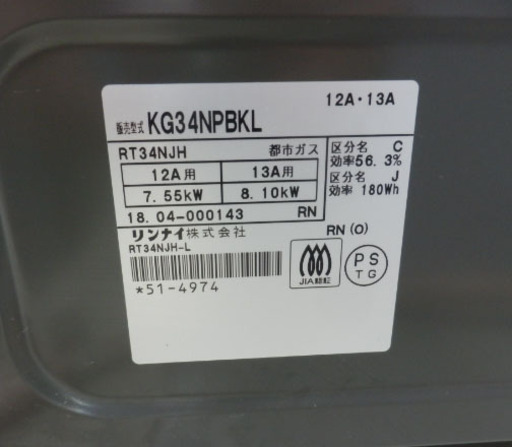 12A・13A
販売型式 KG34NPBKL
RT34NJH 都市ガス
12A用 13A用
7.55kW 8.10kW
18.04-000143 RN
区分名 C
効率56.3%
区分名 J
効率 180Wh
リンナイ株式会社 RN (O)
RT34NJH-L
*51-4974
JIA認証
PS
TG